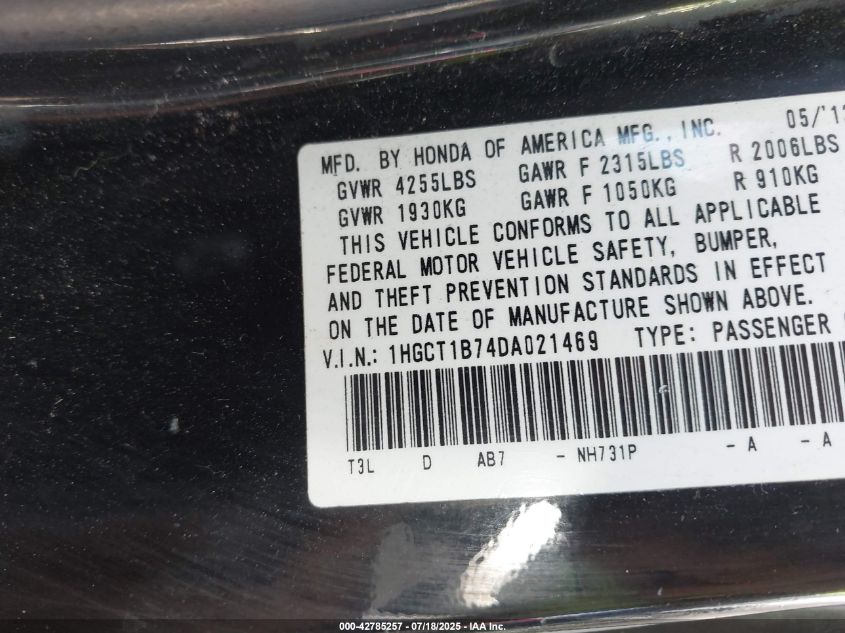 MFD. BY HONDA OF AMERICA MFG., INC. 05/'1
GVWR 4255LBS GAWR F 2315LBS R 2006LBS
GVWR 1930KG GAWR F 1050KG R 910KG
THIS VEHICLE CONFORMS TO ALL APPLICABLE
FEDERAL MOTOR VEHICLE SAFETY, BUMPER,
AND THEFT PREVENTION STANDARDS IN EFFECT
ON THE DATE OF MANUFACTURE SHOWN ABOVE.
V.I.N.: 1HGCT1B74DA021469 TYPE: PASSENGER
T3L D AB7 - NH731P - A - A
000-42785257 - 07/18/2025 - IAA Inc.